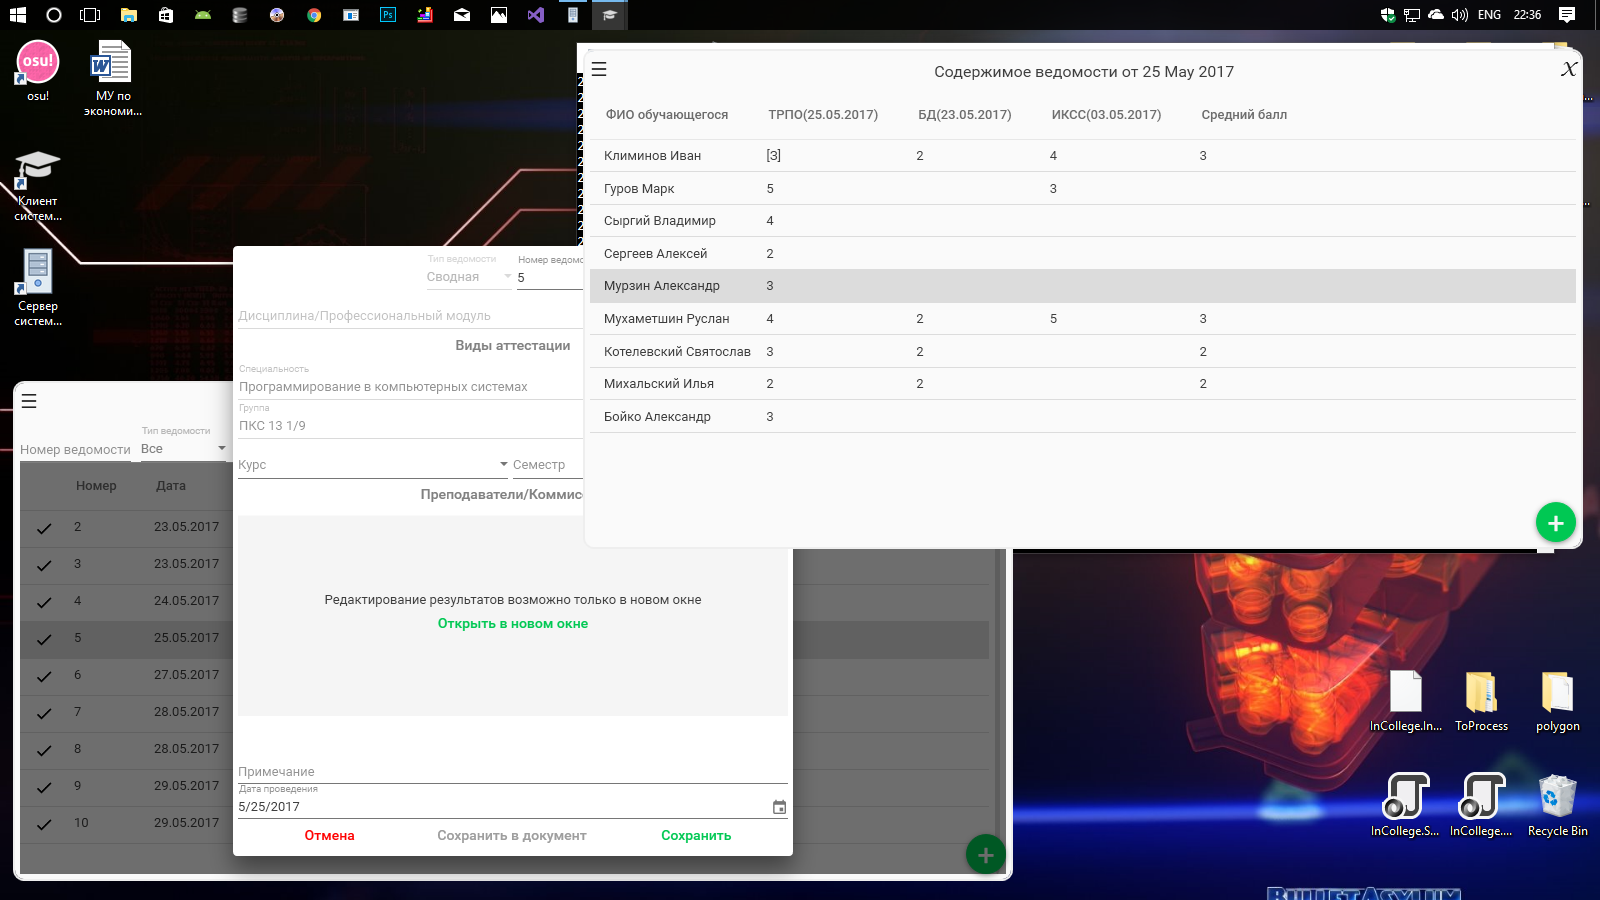 Ps
ENG
22:36
osu!
osu!
МУ по
экономи...
Клиент
систем...
Сервер
систем...
Содержимое ведомости от 25 May 2017
X
ФИО обучающегося ТРПО(25.05.2017) БД(23.05.2017) ИКСС(03.05.2017) Средний балл
Климинов Иван [3] 2 4 3
Гуров Марк 5 3
Сыргий Владимир 4
Сергеев Алексей 2
Мурзин Александр 3
Мухаметшин Руслан 4 2 5 3
Котелевский Святослав 3 2 2
Михальский Илья 2 2 2
Бойко Александр 3
+
Тип ведомости Номер ведомо
Сводная 5
Дисциплина/Профессиональный модуль
Виды аттестации
Специальность
Программирование в компьютерных системах
Группа
ПКС 13 1/9
Курс Семестр
Преподаватели/Коммис
Редактирование результатов возможно только в новом окне
Открыть в новом окне
Примечание
Дата проведения
5/25/2017
Отмена Сохранить в документ Сохранить
Тип ведомости
Номер ведомости Все
Номер Дата
2 23.05.2017
3 23.05.2017
4 24.05.2017
5 25.05.2017
6 27.05.2017
7 28.05.2017
8 28.05.2017
9 29.05.2017
10 29.05.2017
+
InCollege.In... ToProcess polygon
InCollege.S... InCollege.... Recycle Bin